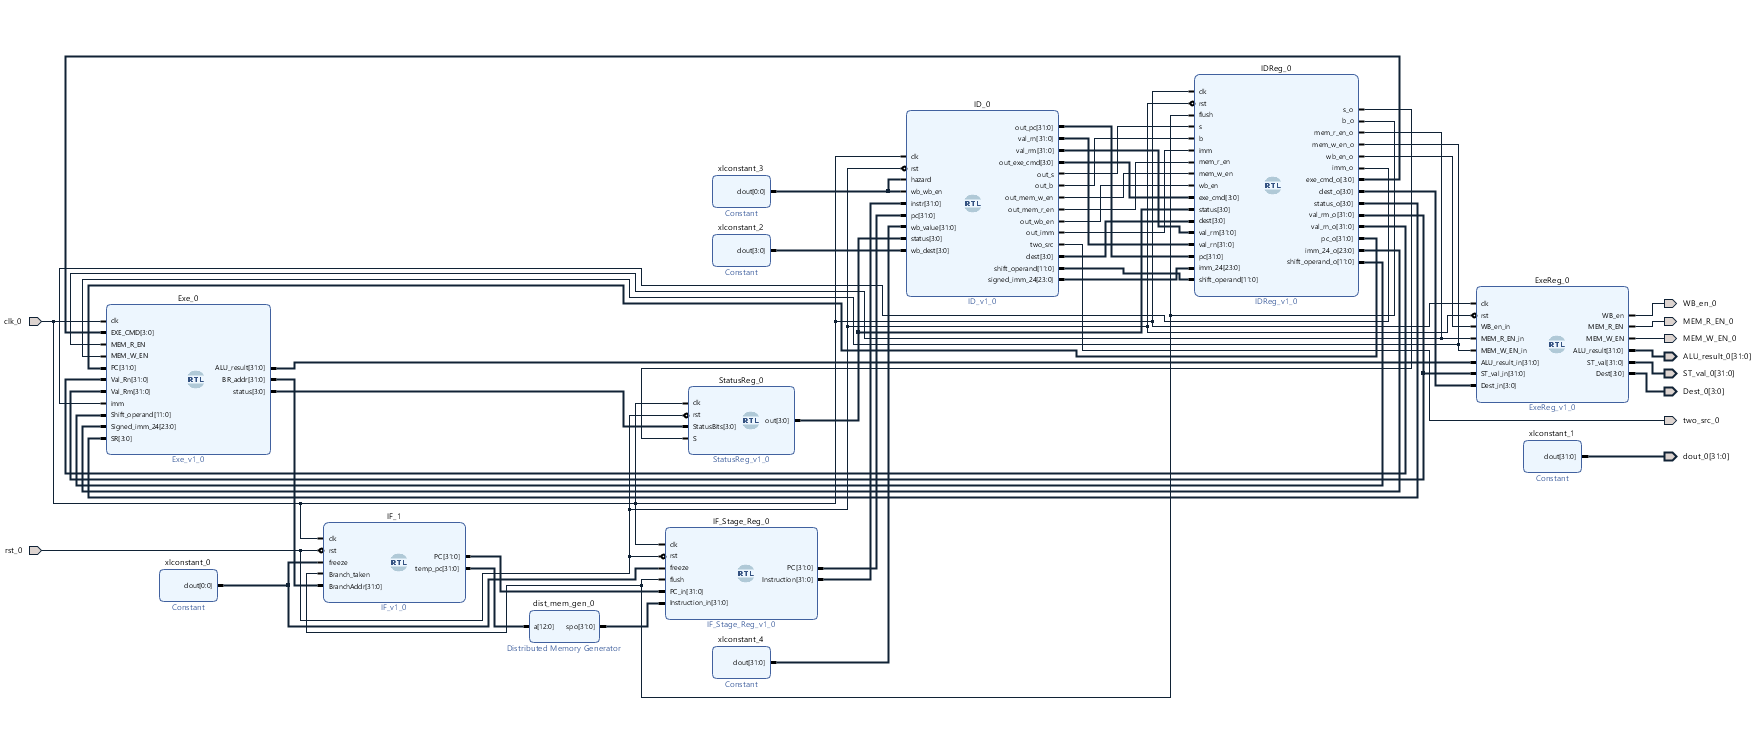 clk_0
rst_0
Exe_0
clk
EXE_CMD[3:0]
MEM_R_EN
MEM_W_EN
PC[31:0]
Val_Rn[31:0]
Val_Rm[31:0]
imm
Shift_operand[11:0]
Signed_imm_24[23:0]
SR[3:0]
RTL
ALU_result[31:0]
BR_addr[31:0]
status[3:0]
Exe_v1_0
xlconstant_0
dout[0:0]
Constant
IF_1
clk
rst
freeze
Branch_taken
BranchAddr[31:0]
RTL
PC[31:0]
temp_pc[31:0]
IF_v1_0
dist_mem_gen_0
a[12:0]
spo[31:0]
Distributed Memory Generator
xlconstant_3
dout[0:0]
Constant
xlconstant_2
dout[3:0]
Constant
StatusReg_0
clk
rst
StatusBits[3:0]
S
RTL
out[3:0]
StatusReg_v1_0
IF_Stage_Reg_0
clk
rst
freeze
flush
PC_in[31:0]
Instruction_in[31:0]
RTL
PC[31:0]
Instruction[31:0]
IF_Stage_Reg_v1_0
xlconstant_4
dout[31:0]
Constant
ID_0
clk
rst
hazard
wb_wb_en
instr[31:0]
pc[31:0]
wb_value[31:0]
status[3:0]
wb_dest[3:0]
RTL
out_pc[31:0]
val_rn[31:0]
val_rm[31:0]
out_exe_cmd[3:0]
out_s
out_b
out_mem_w_en
out_mem_r_en
out_wb_en
out_imm
two_src
dest[3:0]
shift_operand[11:0]
signed_imm_24[23:0]
ID_v1_0
IDReg_0
clk
rst
flush
s
b
imm
mem_r_en
mem_w_en
wb_en
exe_cmd[3:0]
status[3:0]
dest[3:0]
val_rm[31:0]
val_rn[31:0]
pc[31:0]
imm_24[23:0]
shift_operand[11:0]
RTL
s_o
b_o
mem_r_en_o
mem_w_en_o
wb_en_o
imm_o
exe_cmd_o[3:0]
dest_o[3:0]
status_o[3:0]
val_rm_o[31:0]
val_rn_o[31:0]
pc_o[31:0]
imm_24_o[23:0]
shift_operand_o[11:0]
IDReg_v1_0
ExeReg_0
clk
rst
WB_en_in
MEM_R_EN_in
MEM_W_EN_in
ALU_result_in[31:0]
ST_val_in[31:0]
Dest_in[3:0]
RTL
WB_en
MEM_R_EN
MEM_W_EN
ALU_result[31:0]
ST_val[31:0]
Dest[3:0]
ExeReg_v1_0
xlconstant_1
dout[31:0]
Constant
WB_en_0
MEM_R_EN_0
MEM_W_EN_0
ALU_result_0[31:0]
ST_val_0[31:0]
Dest_0[3:0]
two_src_0
dout_0[31:0]